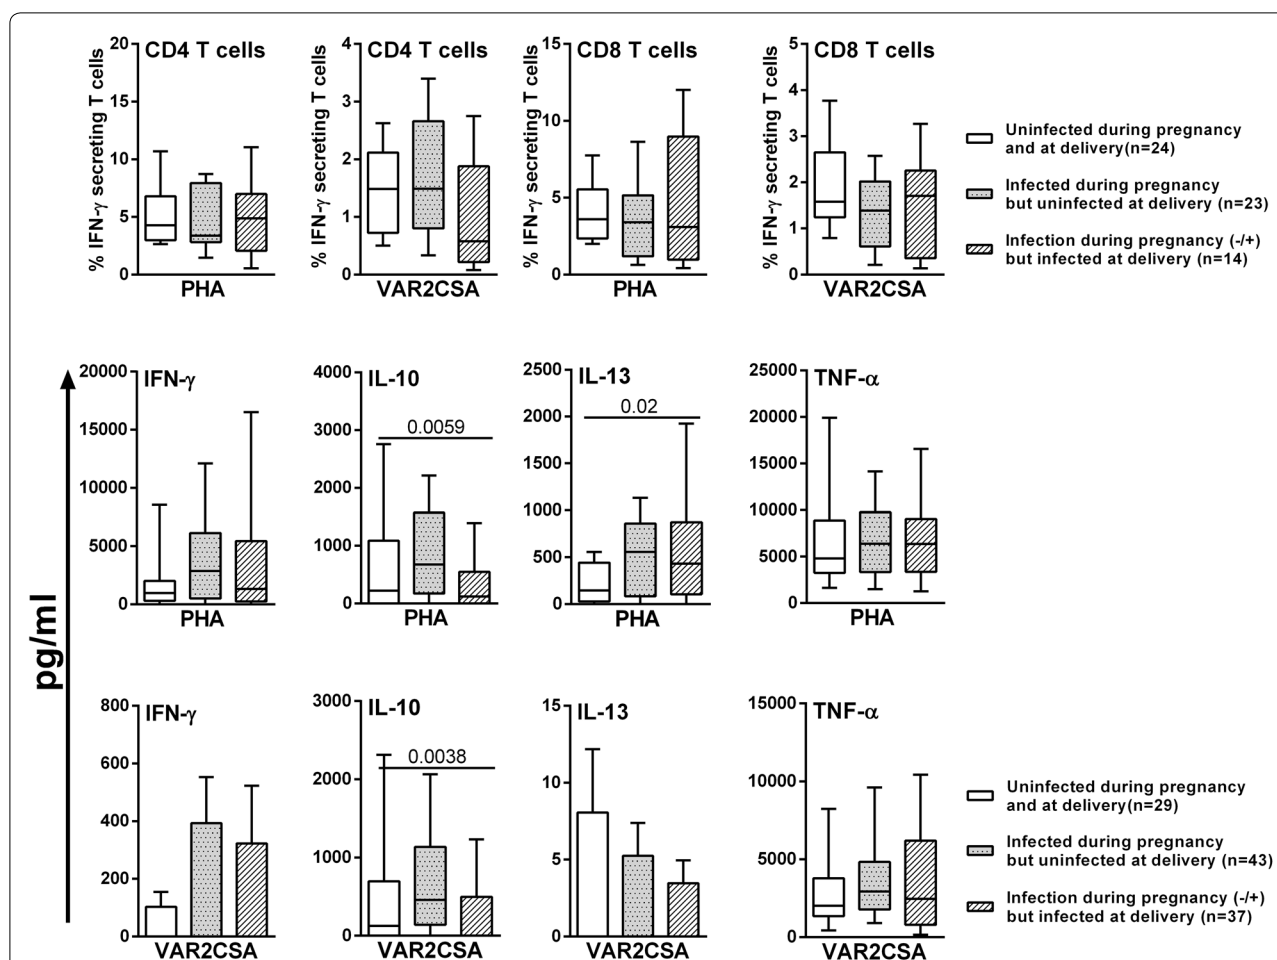 CD4 T cells
% IFN-γ secreting T cells
20
15
10
5
0
PHA
CD4 T cells
% IFN-γ secreting T cells
4
3
2
1
0
VAR2CSA
CD8 T cells
% IFN-γ secreting T cells
15
10
5
0
PHA
CD8 T cells
% IFN-γ secreting T cells
5
4
3
2
1
0
VAR2CSA
Uninfected during pregnancy
and at delivery(n=24)
Infected during pregnancy
but uninfected at delivery (n=23)
Infection during pregnancy (-/+)
but infected at delivery (n=14)
pg/ml
IFN-γ
20000
15000
10000
5000
0
PHA
IL-10
4000
3000
2000
1000
0
0.0059
PHA
IL-13
2500
2000
1500
1000
500
0
0.02
PHA
TNF-α
25000
20000
15000
10000
5000
0
PHA
IFN-γ
800
600
400
200
0
VAR2CSA
IL-10
3000
2000
1000
0
0.0038
VAR2CSA
IL-13
15
10
5
0
VAR2CSA
TNF-α
15000
10000
5000
0
VAR2CSA
Uninfected during pregnancy
and at delivery(n=29)
Infected during pregnancy
but uninfected at delivery (n=43)
Infection during pregnancy (-/+)
but infected at delivery (n=37)